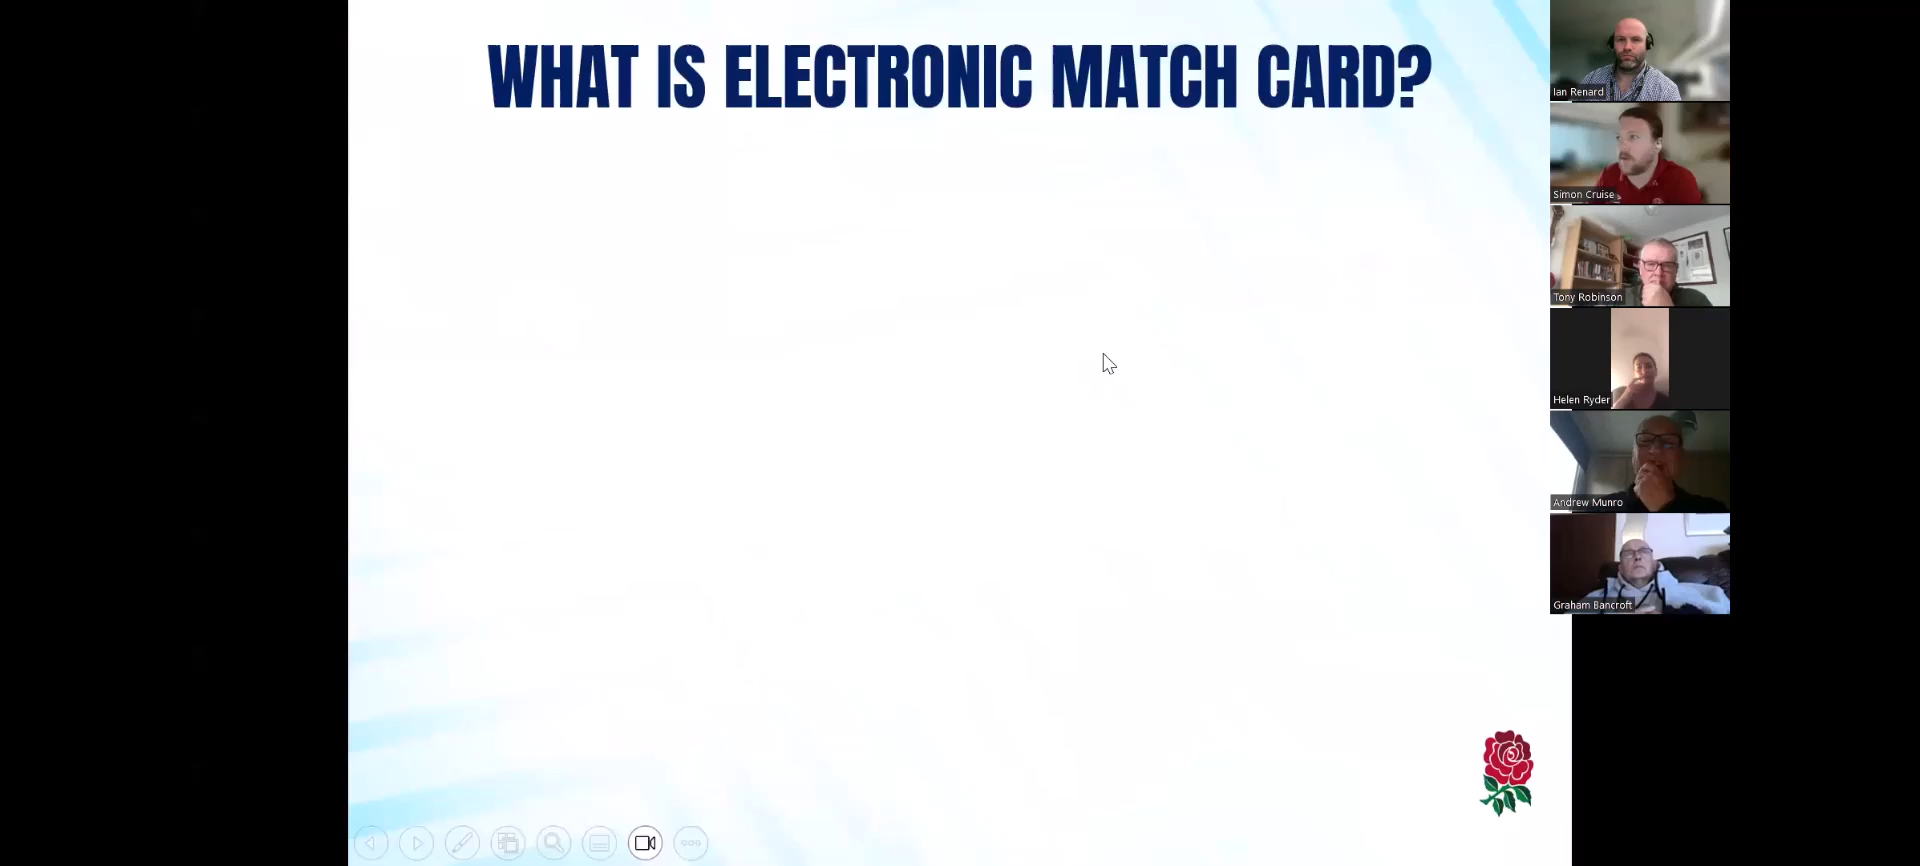 WHAT IS ELECTRONIC MATCH CARD?
Ian Renard
Simon Cruise
Tony Robinson
Helen Ryder
Andrew Munro
Graham Bancroft